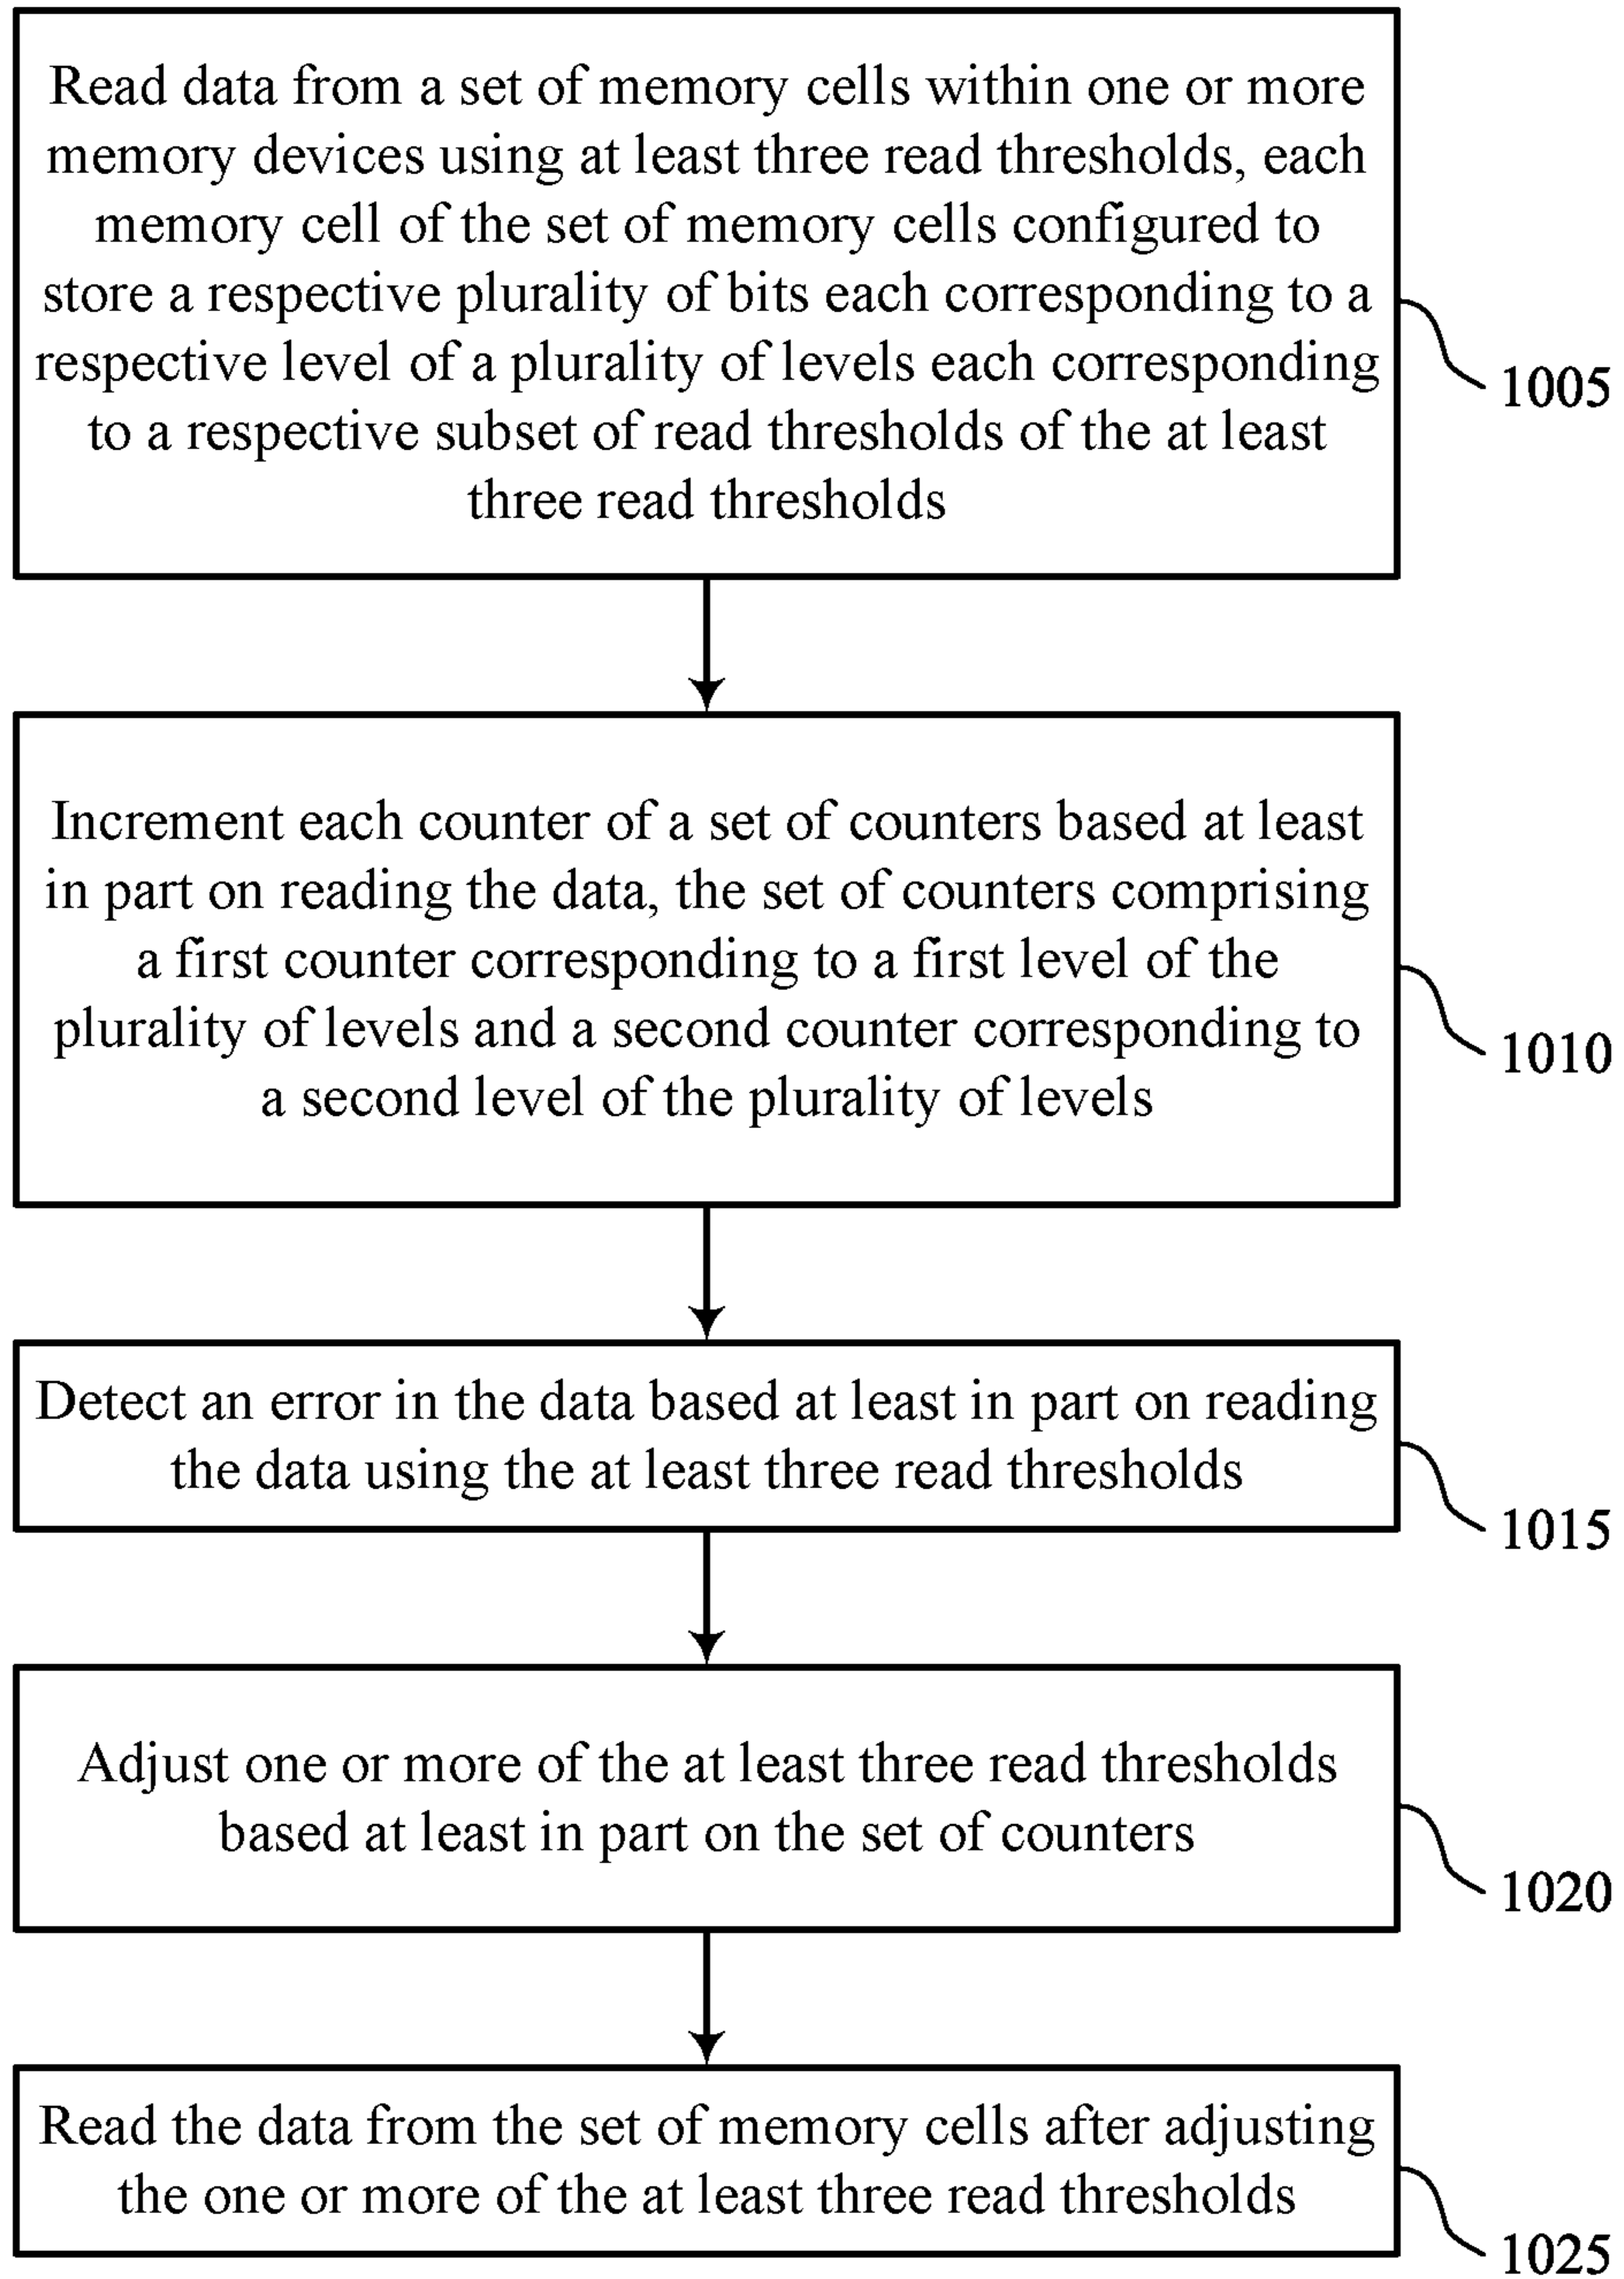 Read data from a set of memory cells within one or more
memory devices using at least three read thresholds, each
memory cell of the set of memory cells configured to
store a respective plurality of bits each corresponding to a
respective level of a plurality of levels each corresponding
to a respective subset of read thresholds of the at least
three read thresholds
1005
Increment each counter of a set of counters based at least
in part on reading the data, the set of counters comprising
a first counter corresponding to a first level of the
plurality of levels and a second counter corresponding to
a second level of the plurality of levels
1010
Detect an error in the data based at least in part on reading
the data using the at least three read thresholds
1015
Adjust one or more of the at least three read thresholds
based at least in part on the set of counters
1020
Read the data from the set of memory cells after adjusting
the one or more of the at least three read thresholds
1025